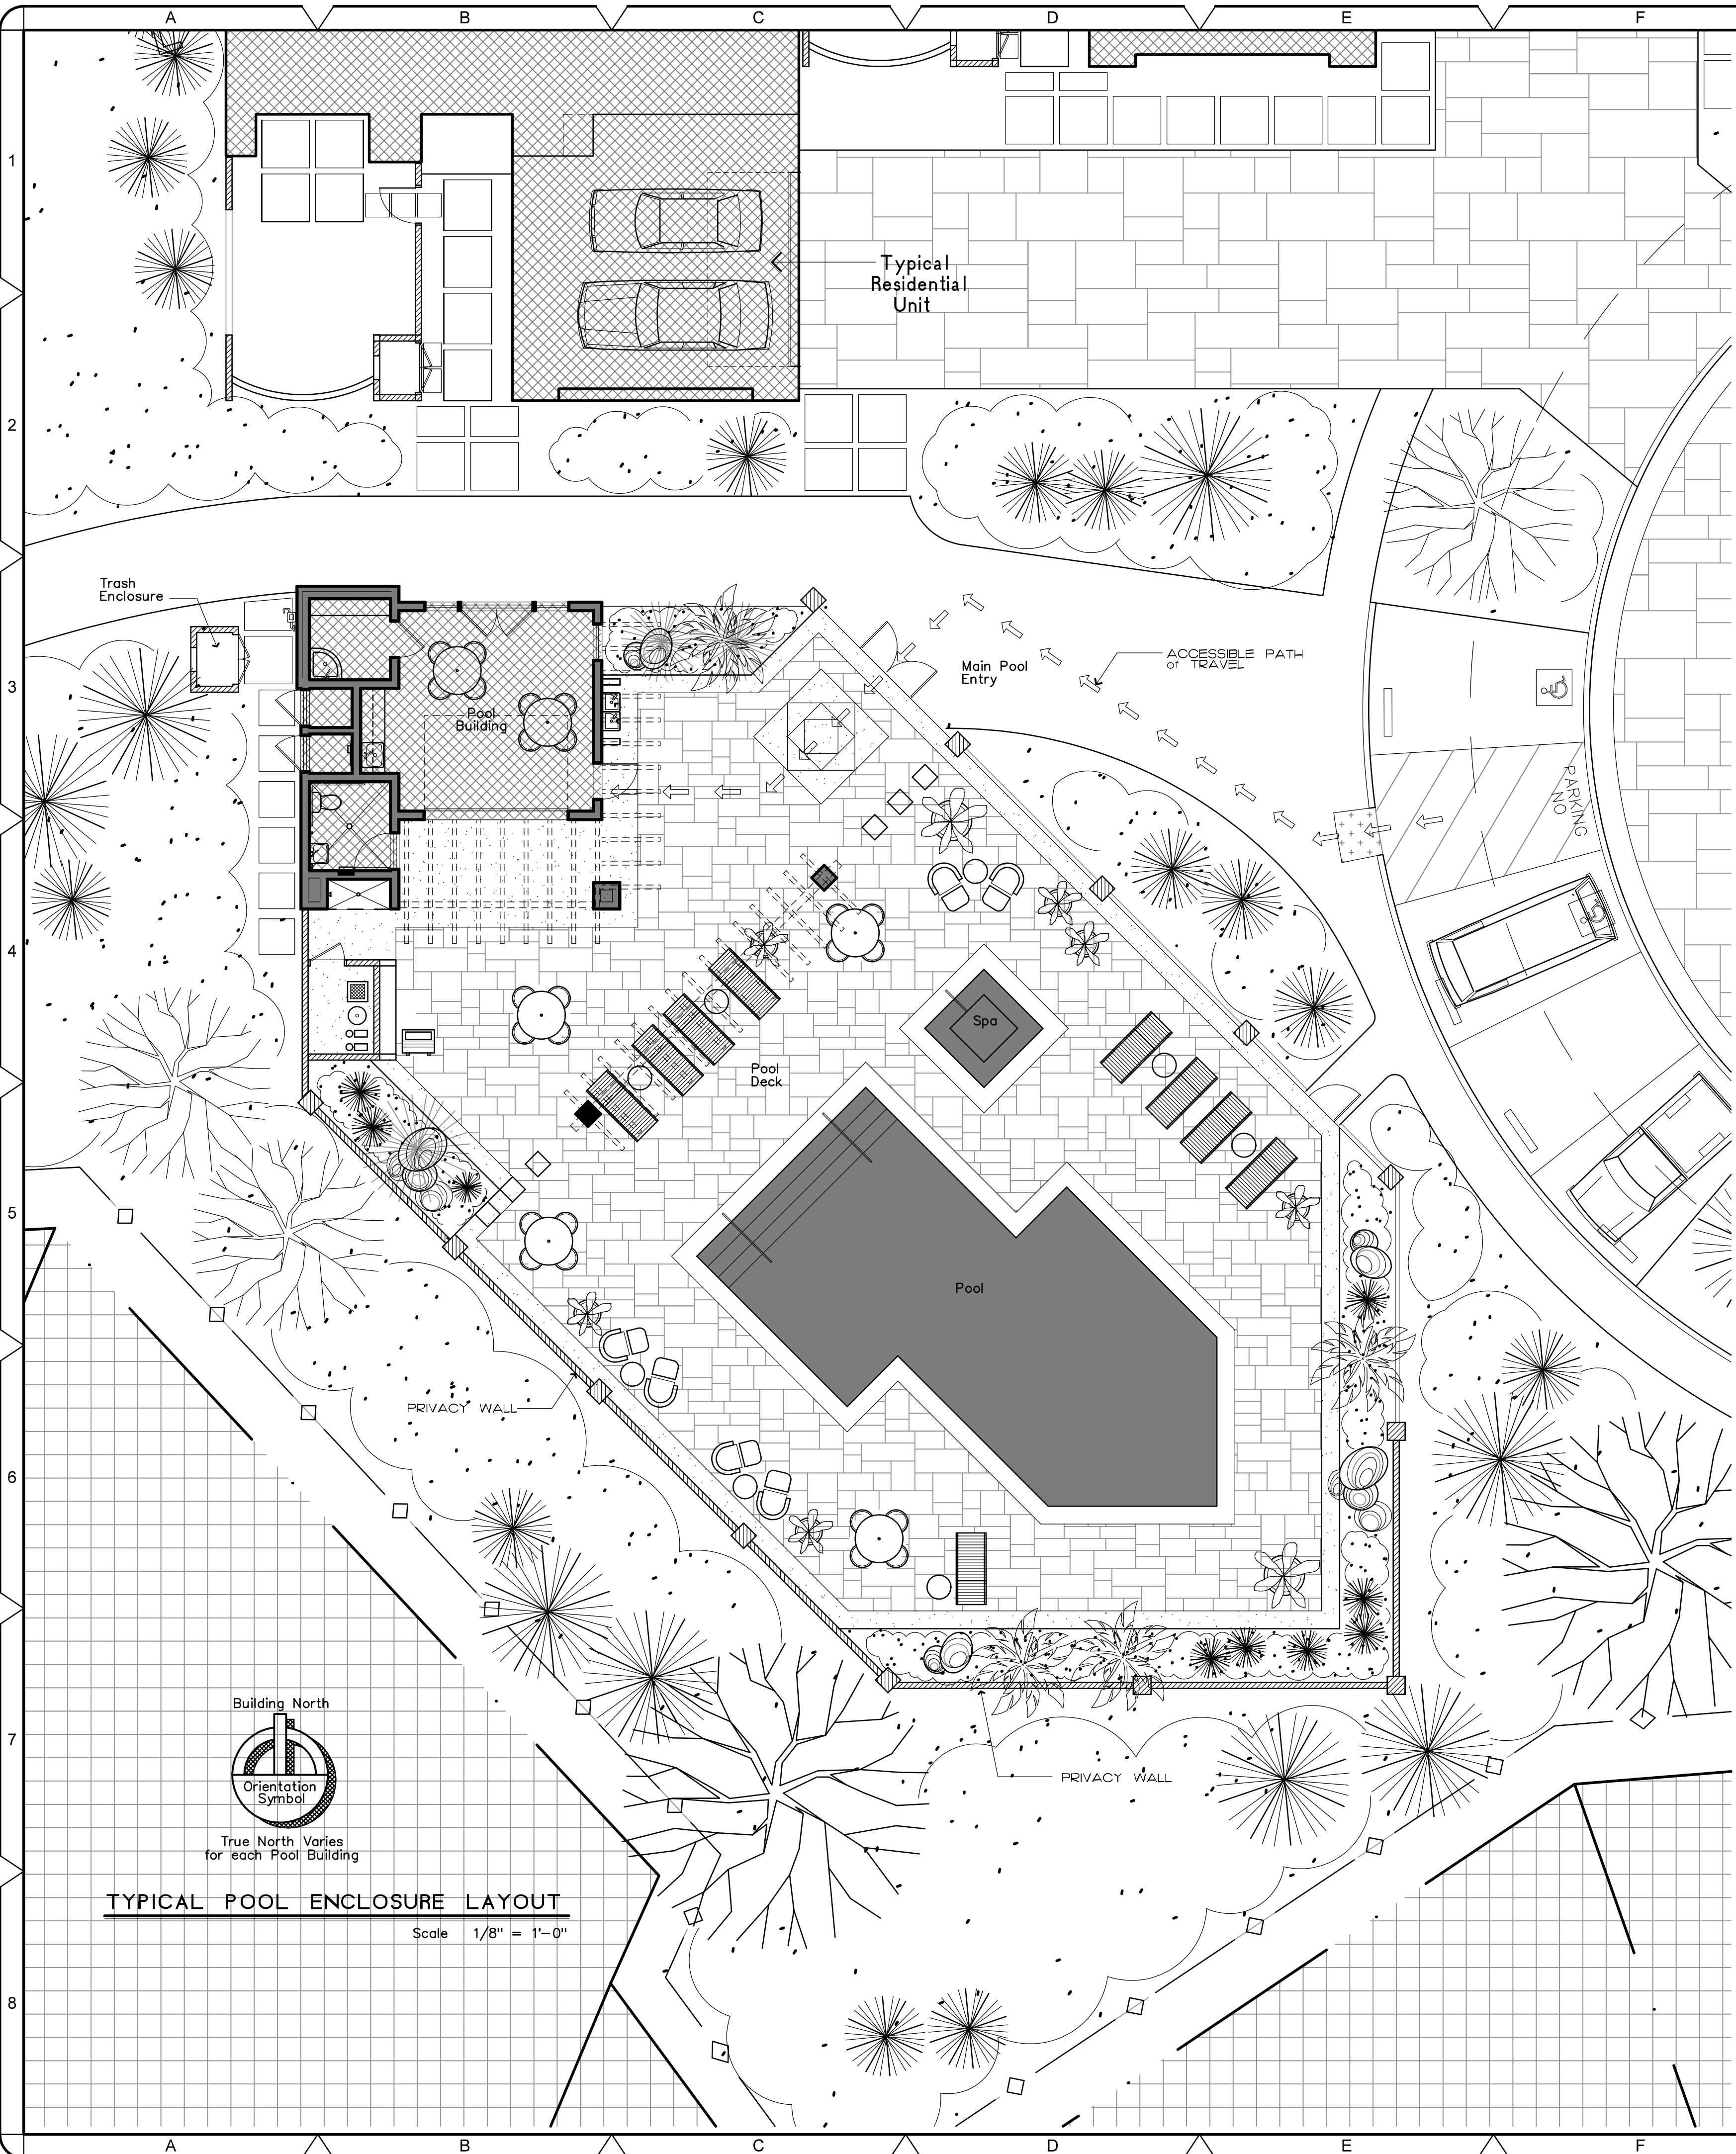 A B C D E F
1
Typical
Residential
Unit
2
Trash
Enclosure
3
Pool
Building
Main Pool
Entry
ACCESSIBLE PATH
of TRAVEL
NO
PARKING
4
Spa
Pool
Deck
5
Pool
PRIVACY WALL
6
Building North
7
Orientation
Symbol
PRIVACY WALL
True North Varies
for each Pool Building
TYPICAL POOL ENCLOSURE LAYOUT
Scale 1/8" = 1'-0"
8
A B C D E F